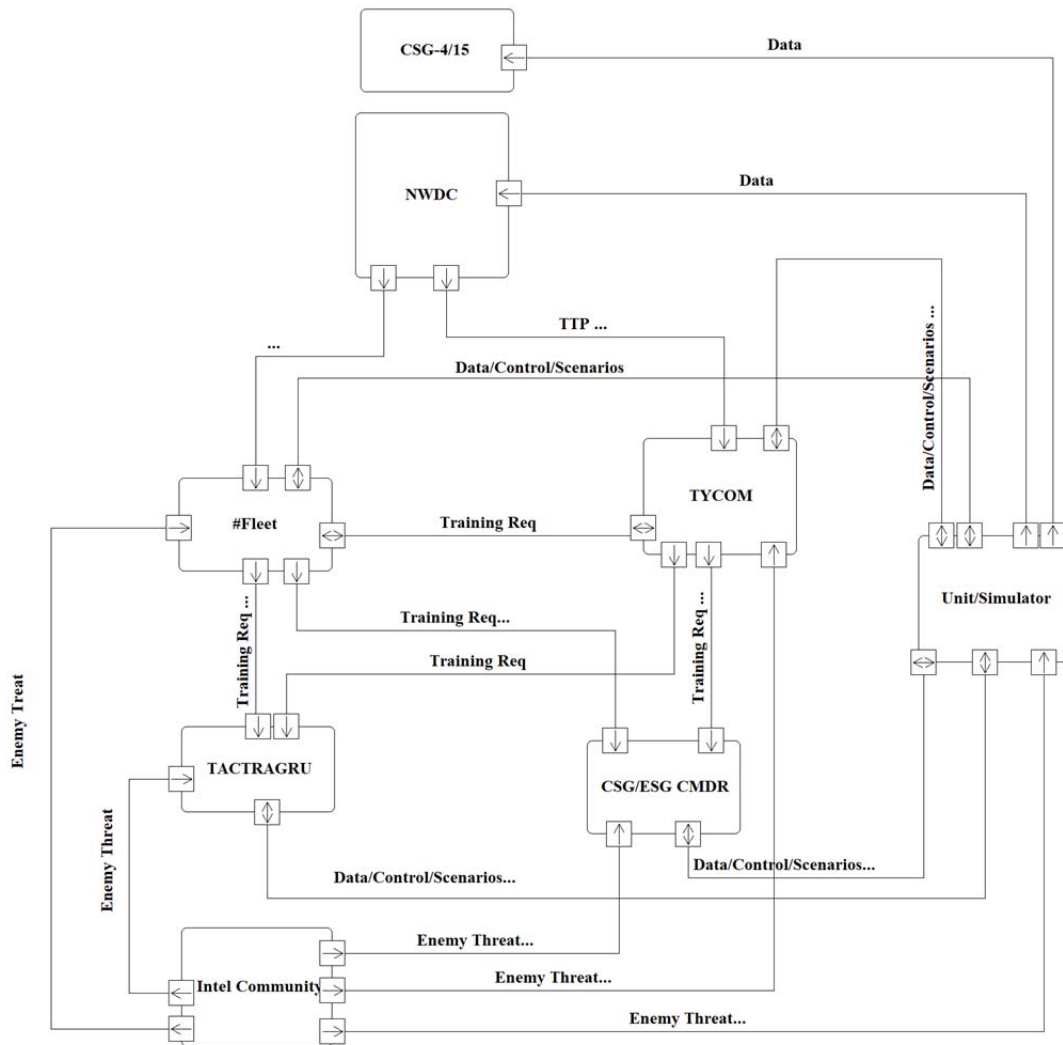 CSG-4/15
Data
NWDC
Data
TTP ...
...
Data/Control/Scenarios
Data/Control/Scenarios ...
TYCOM
#Fleet
Training Req
Unit/Simulator
Training Req ...
Training Req...
Training Req
Training Req ...
Enemy Treat
TACTRAGRU
CSG/ESG CMDR
Enemy Threat
Data/Control/Scenarios...
Data/Control/Scenarios...
Enemy Threat...
Intel Community
Enemy Threat...
Enemy Threat...